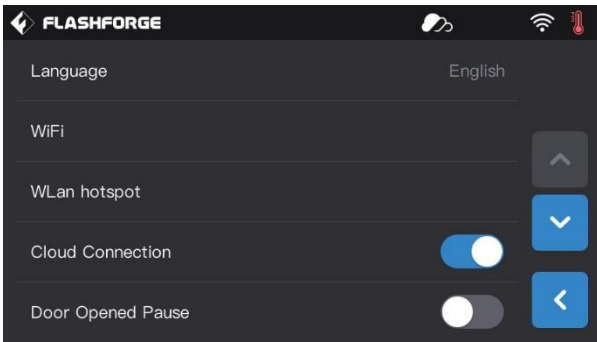 FLASHFORGE
Language English
WiFi
WLan hotspot
Cloud Connection
Door Opened Pause